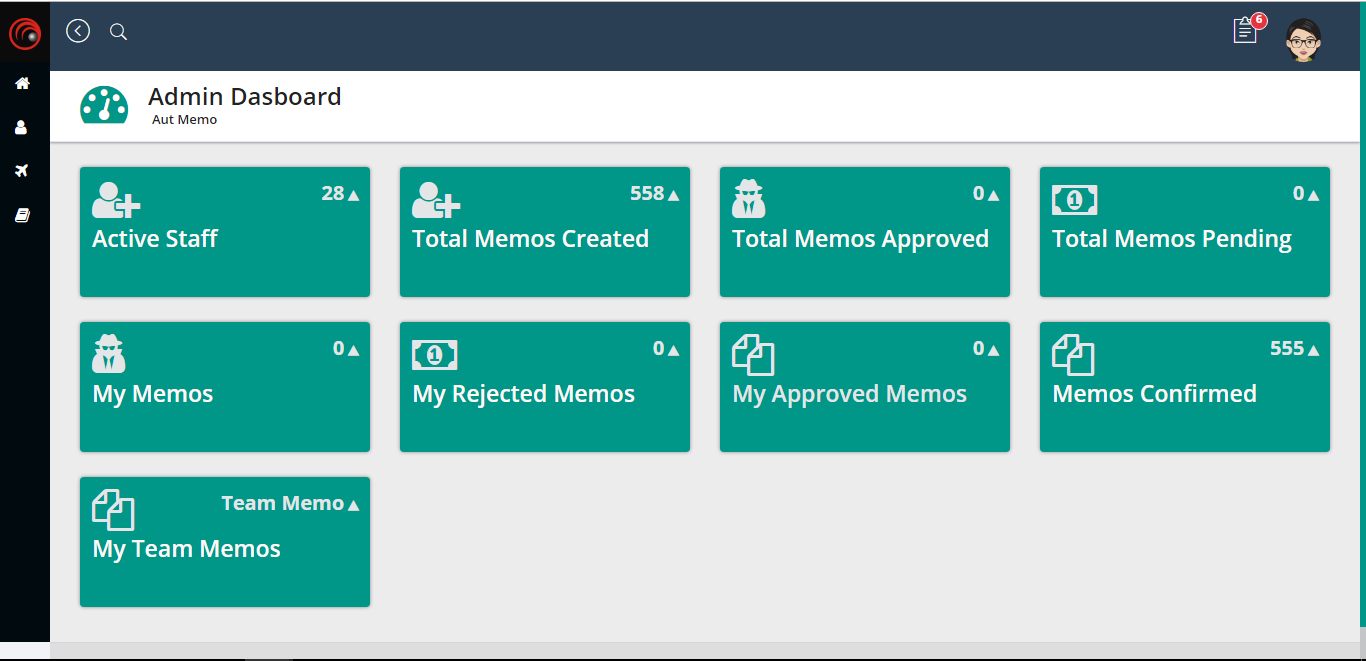 6
Admin Dasboard
Aut Memo
28
Active Staff
558
Total Memos Created
0
Total Memos Approved
0
Total Memos Pending
0
My Memos
0
My Rejected Memos
0
My Approved Memos
555
Memos Confirmed
Team Memo
My Team Memos